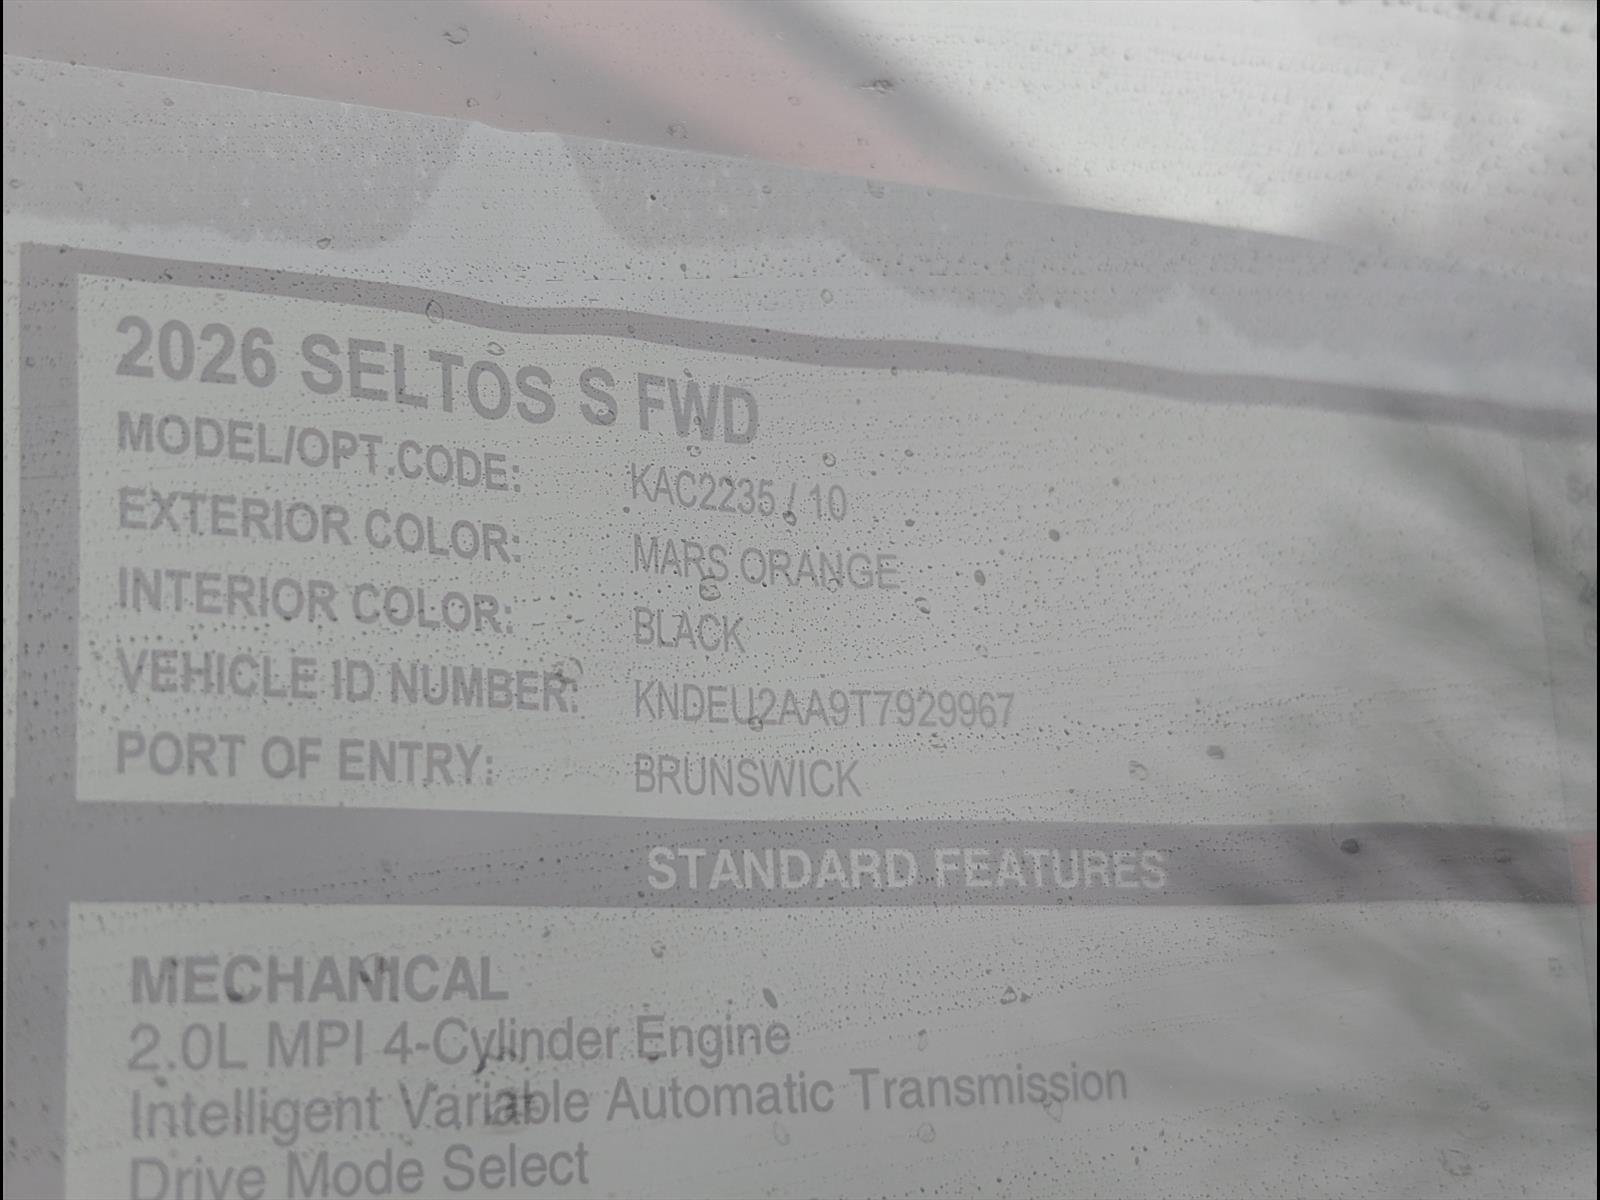 2026 SELTOS S FWD
MODEL/OPT.CODE: KAC2235 / 10
EXTERIOR COLOR: MARS ORANGE
INTERIOR COLOR: BLACK
VEHICLE ID NUMBER: KNDEU2AA9T7929967
PORT OF ENTRY: BRUNSWICK
STANDARD FEATURES
MECHANICAL
2.0L MPI 4-Cylinder Engine
Intelligent Variable Automatic Transmission
Drive Mode Select